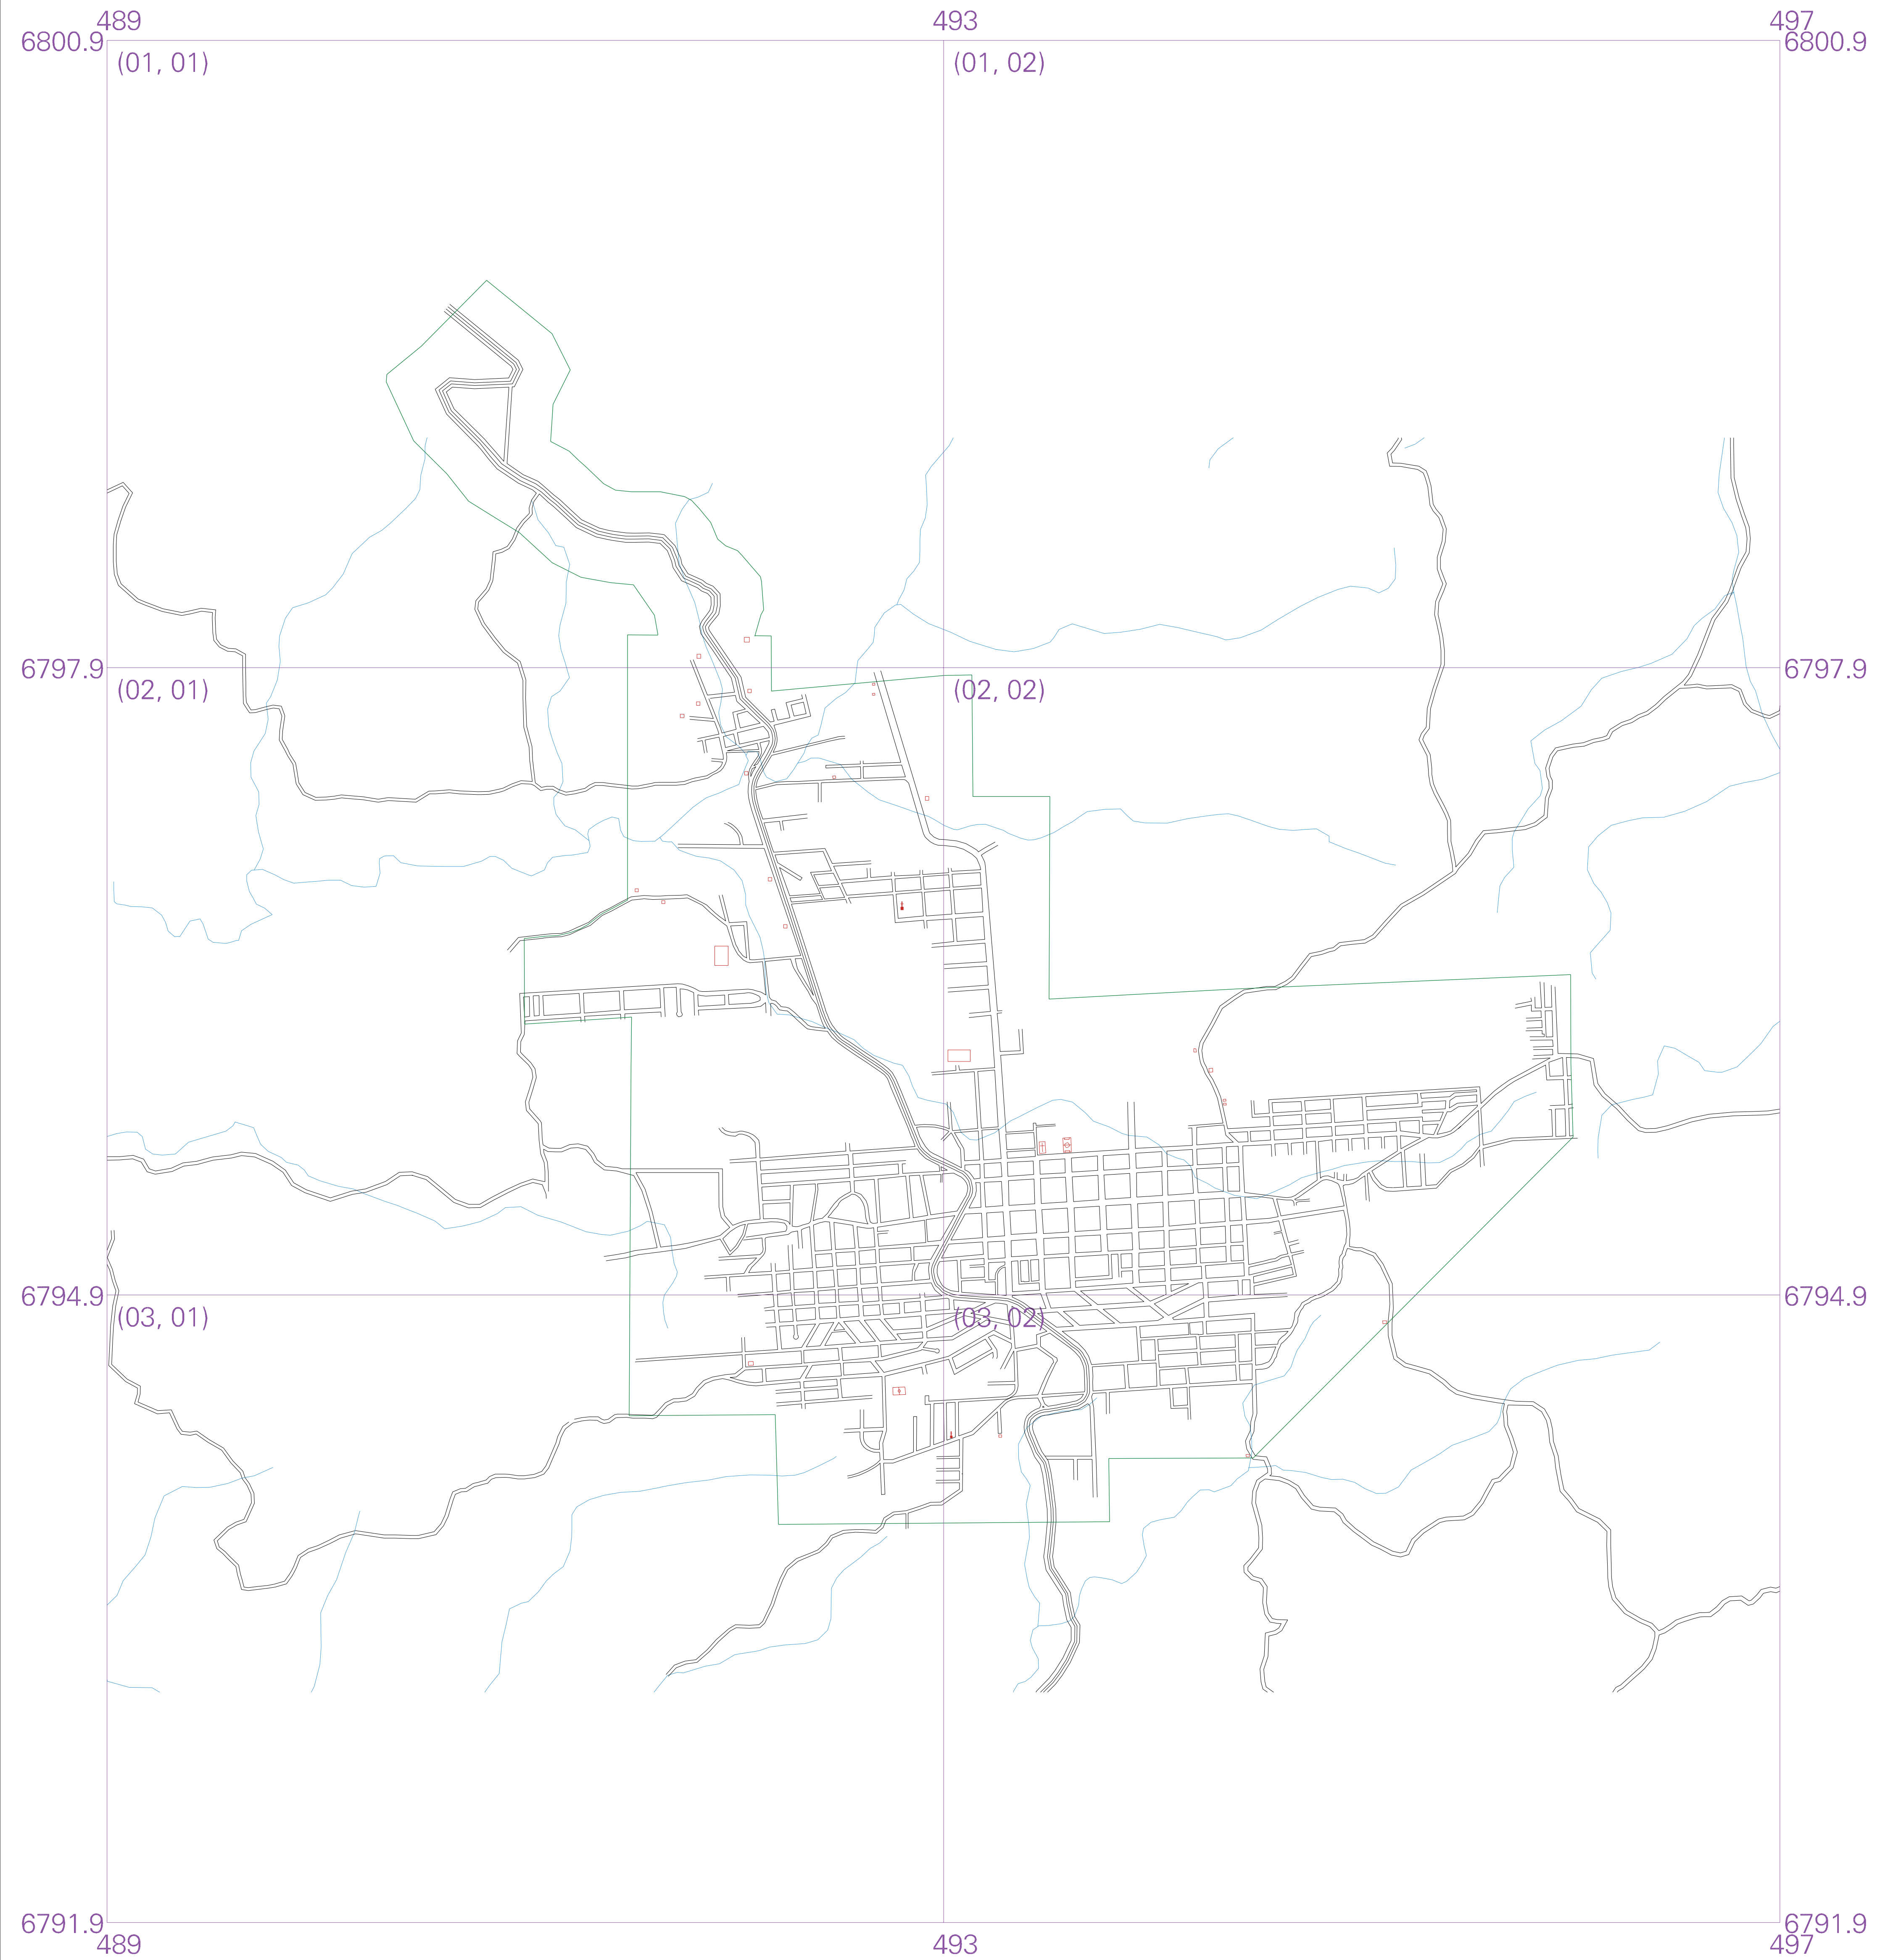 489 493 497
6800.9 6800.9
(01, 01) (01, 02)
6797.9 6797.9
(02, 01) (02, 02)
6794.9 6794.9
(03, 01) (03, 02)
6791.9 6791.9
489 493 497